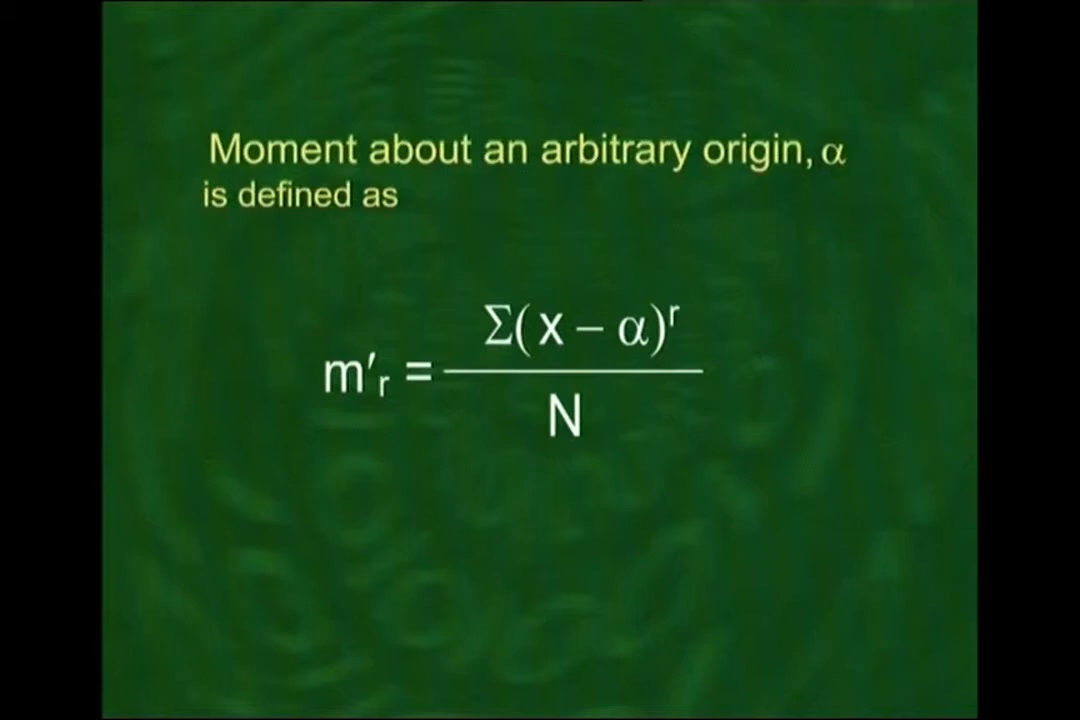 Moment about an arbitrary origin, α
is defined as
Σ(x – α)ʳ
m′ᵣ =
N